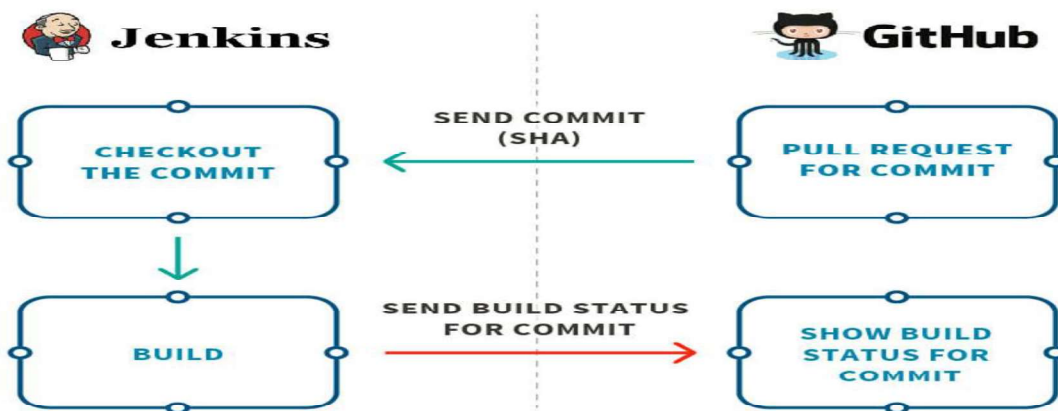 Jenkins
GitHub
CHECKOUT
THE COMMIT
SEND COMMIT
(SHA)
PULL REQUEST
FOR COMMIT
BUILD
SEND BUILD STATUS
FOR COMMIT
SHOW BUILD
STATUS FOR
COMMIT